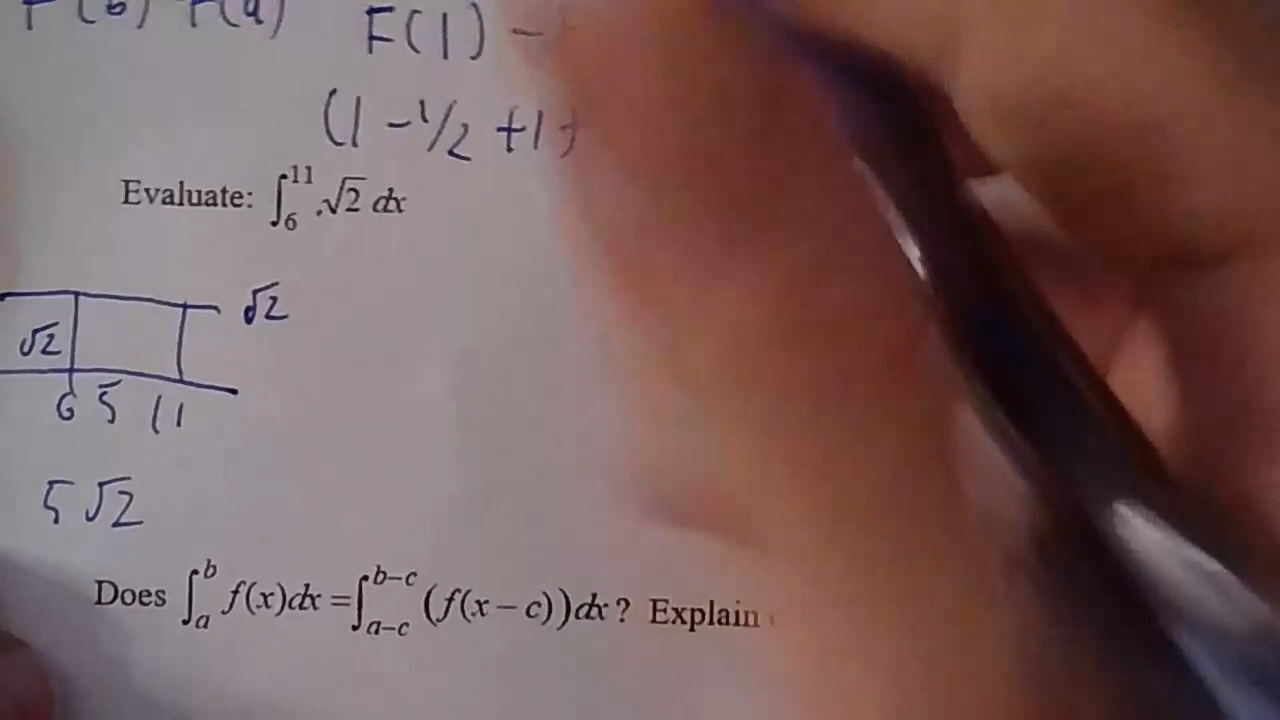 F(b) F(a) F(1) -
(1 - 1/2 + 1 +
Evaluate: ∫₆¹¹ √2 dx
√2
√2
6 5 11
5√2
Does ∫ₐᵇ f(x)dx = ∫ₐ₋cᵇ⁻ᶜ (f(x − c))dx ? Explain